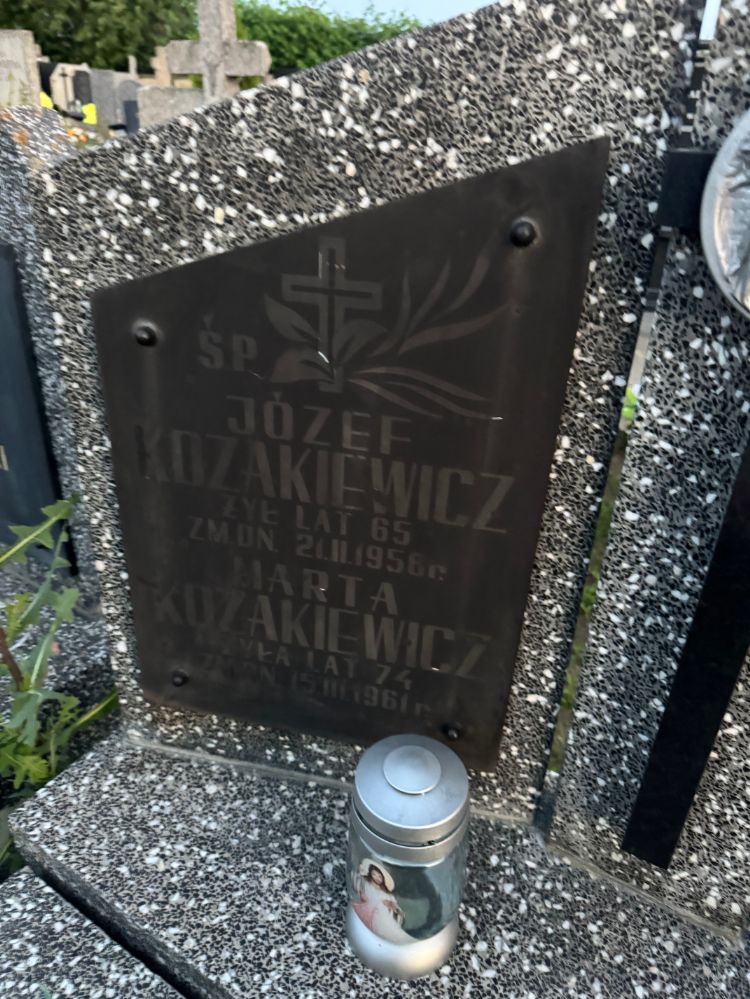 ŚP
JÓZEF
KOZAKIEWICZ
ŻYŁ LAT 65
ZM.DN. 21.II.1958r.
MARTA
KOZAKIEWICZ
ŻYŁA LAT 74
ZM.DN. 15.III.1961r.